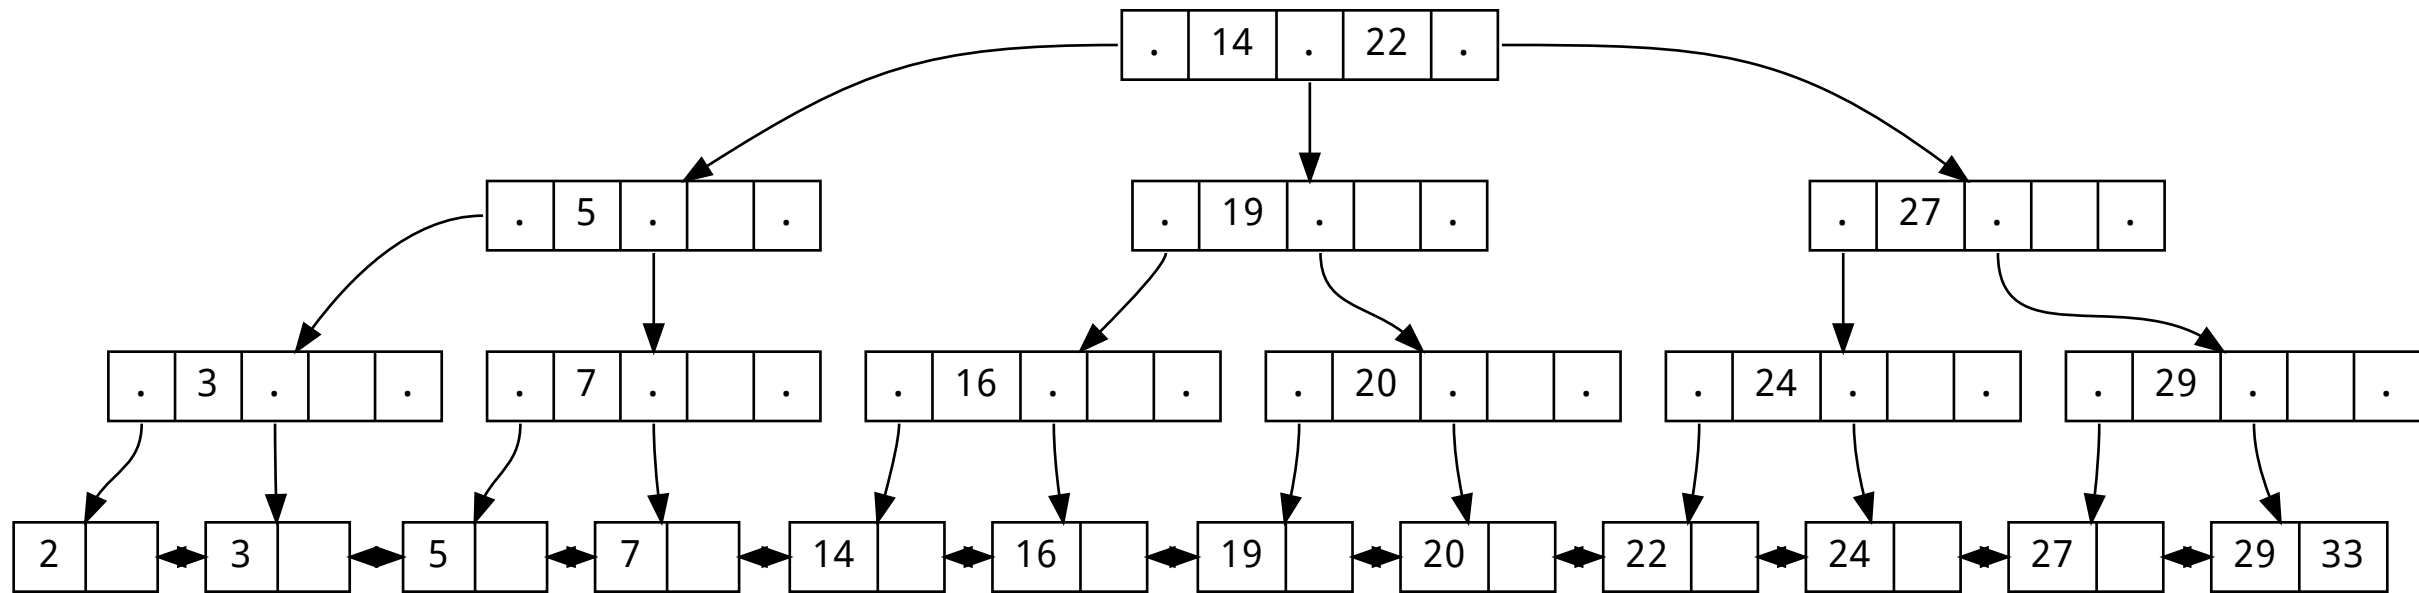 . 14 . 22 .
. 5 . . . 19 . . . 27 . .
. 3 . . . 7 . . . 16 . . . 20 . . . 24 . . . 29 . .
2 3 5 7 14 16 19 20 22 24 27 29 33